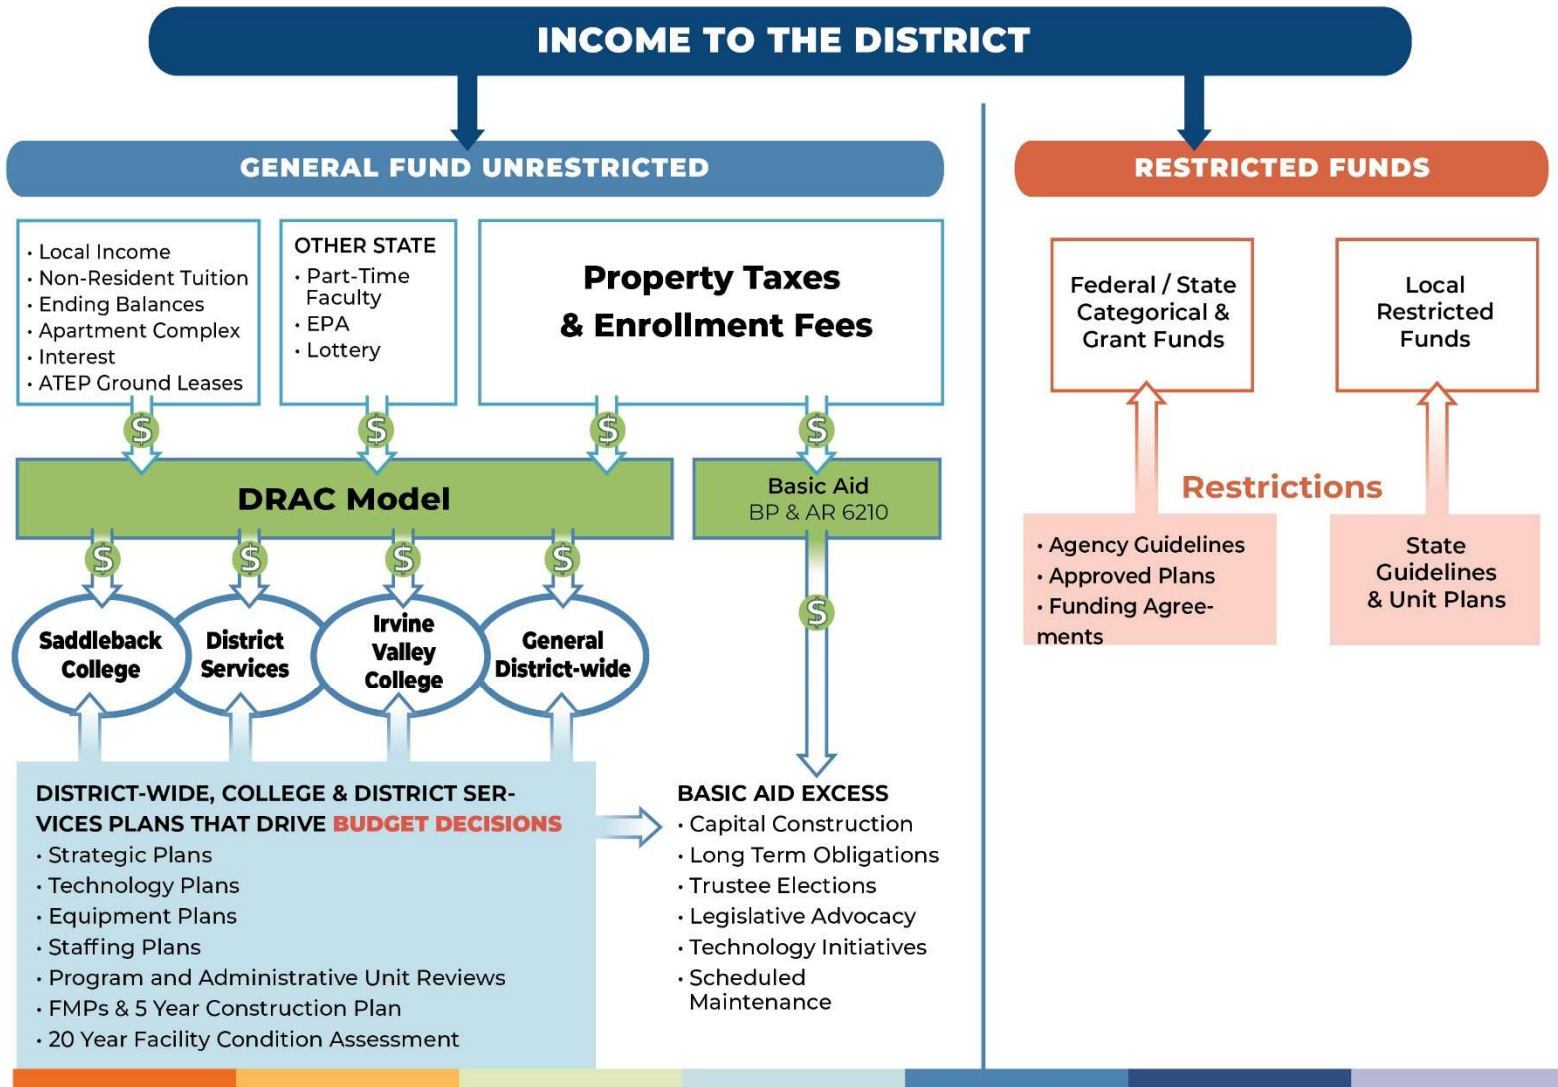 INCOME TO THE DISTRICT
GENERAL FUND UNRESTRICTED
· Local Income
· Non-Resident Tuition
· Ending Balances
· Apartment Complex
· Interest
· ATEP Ground Leases
OTHER STATE
· Part-Time
Faculty
· EPA
· Lottery
Property Taxes
& Enrollment Fees
$
$
$
$
DRAC Model
Basic Aid
BP & AR 6210
$
$
$
$
$
Saddleback
College
District
Services
Irvine
Valley
College
General
District-wide
DISTRICT-WIDE, COLLEGE & DISTRICT SER-
VICES PLANS THAT DRIVE BUDGET DECISIONS
· Strategic Plans
· Technology Plans
· Equipment Plans
· Staffing Plans
· Program and Administrative Unit Reviews
· FMPs & 5 Year Construction Plan
· 20 Year Facility Condition Assessment
BASIC AID EXCESS
· Capital Construction
· Long Term Obligations
· Trustee Elections
· Legislative Advocacy
· Technology Initiatives
· Scheduled
Maintenance
RESTRICTED FUNDS
Federal / State
Categorical &
Grant Funds
Local
Restricted
Funds
Restrictions
· Agency Guidelines
· Approved Plans
· Funding Agree-
ments
State
Guidelines
& Unit Plans